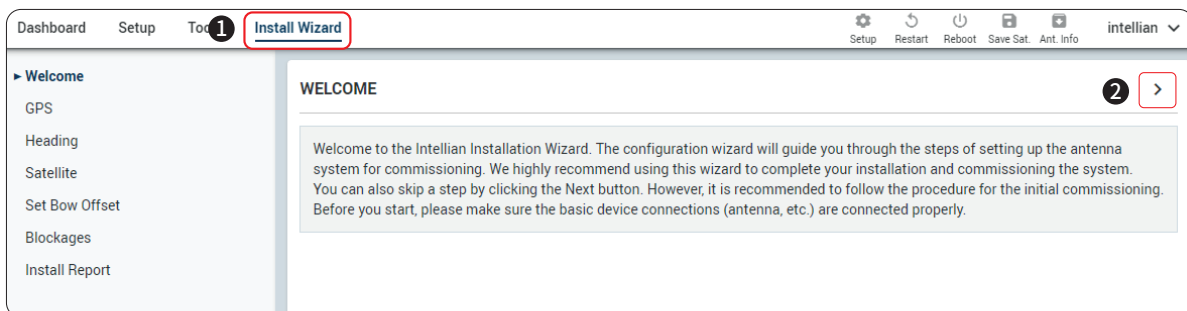 Dashboard Setup Too 1 Install Wizard Setup Restart Reboot Save Sat. Ant. Info intellian
Welcome
GPS
Heading
Satellite
Set Bow Offset
Blockages
Install Report
WELCOME 2
Welcome to the Intellian Installation Wizard. The configuration wizard will guide you through the steps of setting up the antenna
system for commissioning. We highly recommend using this wizard to complete your installation and commissioning the system.
You can also skip a step by clicking the Next button. However, it is recommended to follow the procedure for the initial commissioning.
Before you start, please make sure the basic device connections (antenna, etc.) are connected properly.